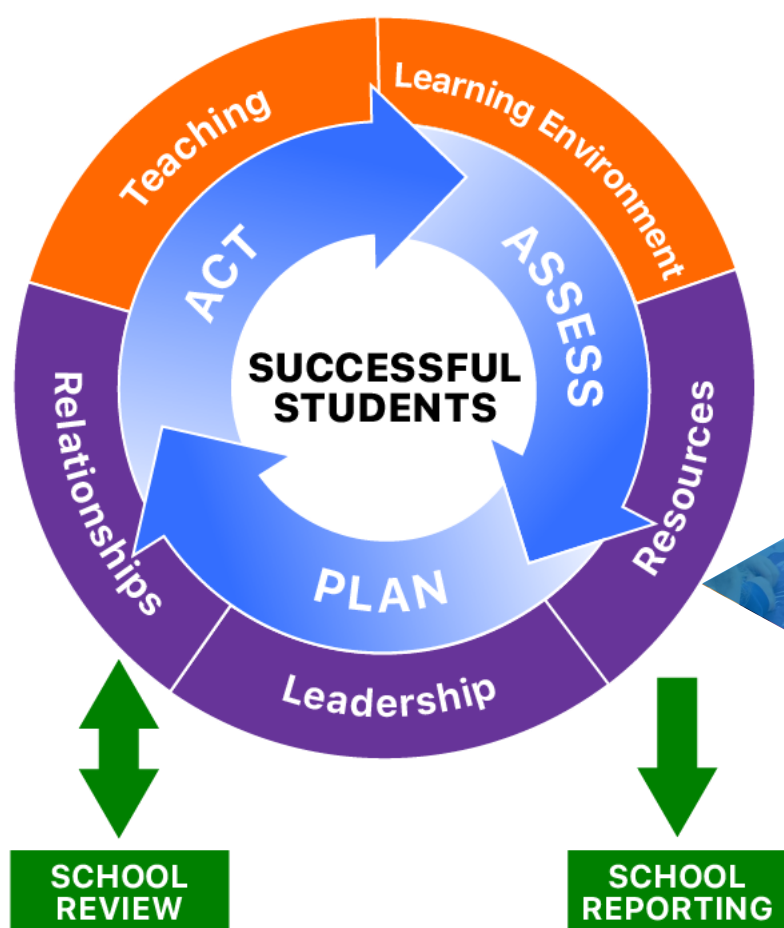 Teaching
Learning Environment
ACT
ASSESS
SUCCESSFUL
STUDENTS
Relationships
Resources
PLAN
Leadership
SCHOOL
REVIEW
SCHOOL
REPORTING